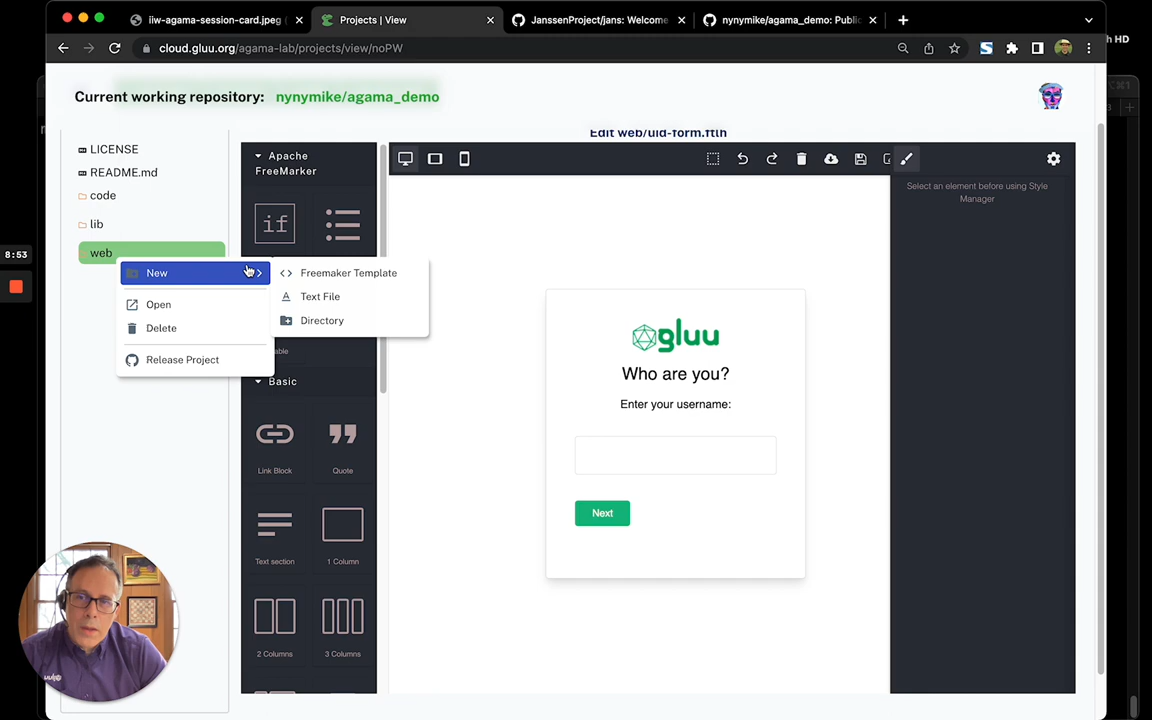 iiw-agama-session-card.jpeg (
Projects | View
JanssenProject/jans: Welcome
nynymike/agama_demo: Public
cloud.gluu.org/agama-lab/projects/view/noPW
h HD
Current working repository: nynymike/agama_demo
Edit web/uid-form.ftlh
LICENSE
README.md
code
lib
web
8:53
New
Open
Delete
Release Project
Freemaker Template
Text File
Directory
Apache
FreeMarker
if
Basic
Link Block
Quote
Text section
1 Column
2 Columns
3 Columns
Select an element before using Style
Manager
gluu
Who are you?
Enter your username:
Next